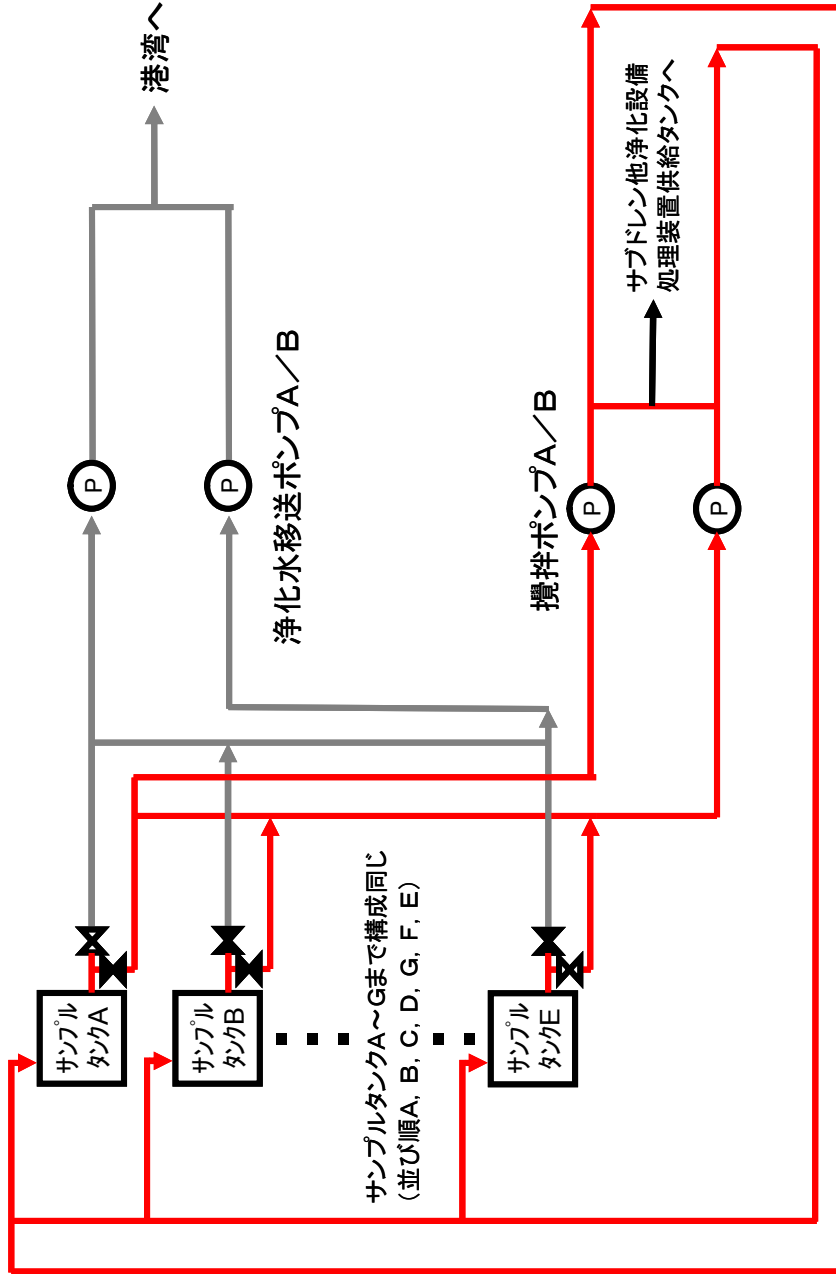 港湾へ
P
P
浄化水移送ポンプA/B
サブドレン他浄化設備
処理装置供給タンクへ
攪拌ポンプA/B
P
P
サンプル
タンクA
サンプル
タンクB
サンプルタンクA~Gまで構成同じ
(並び順A, B, C, D, G, F, E)
サンプル
タンクE